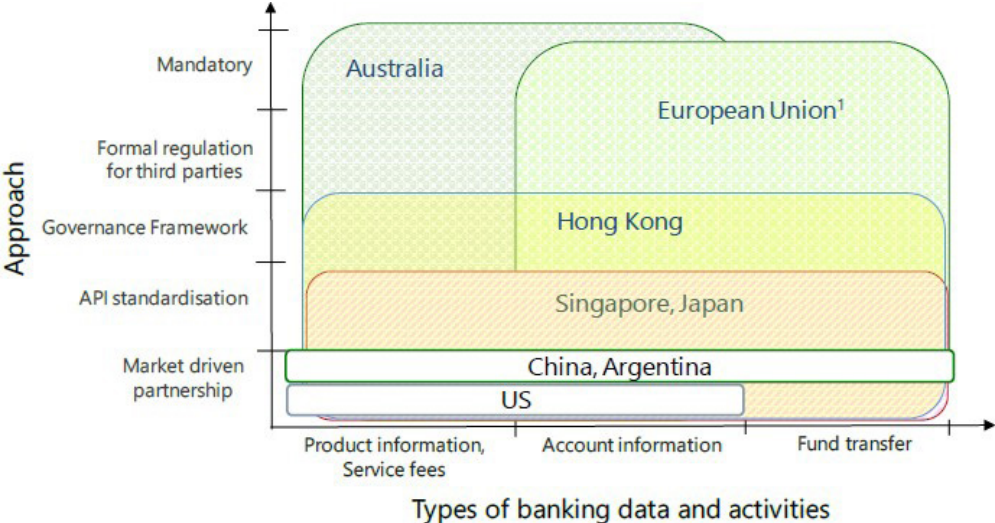 Approach
Mandatory
Formal regulation
for third parties
Governance Framework
API standardisation
Market driven
partnership
Australia
European Union¹
Hong Kong
Singapore, Japan
China, Argentina
US
Product information,
Service fees
Account information
Fund transfer
Types of banking data and activities